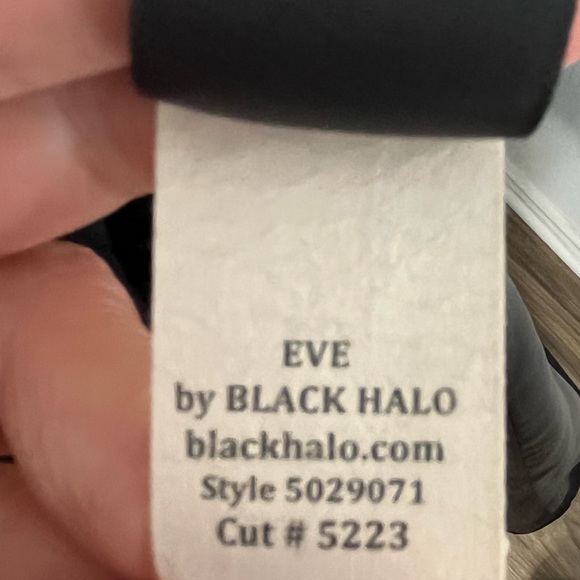 EVE
by BLACK HALO
blackhalo.com
Style 5029071
Cut # 5223